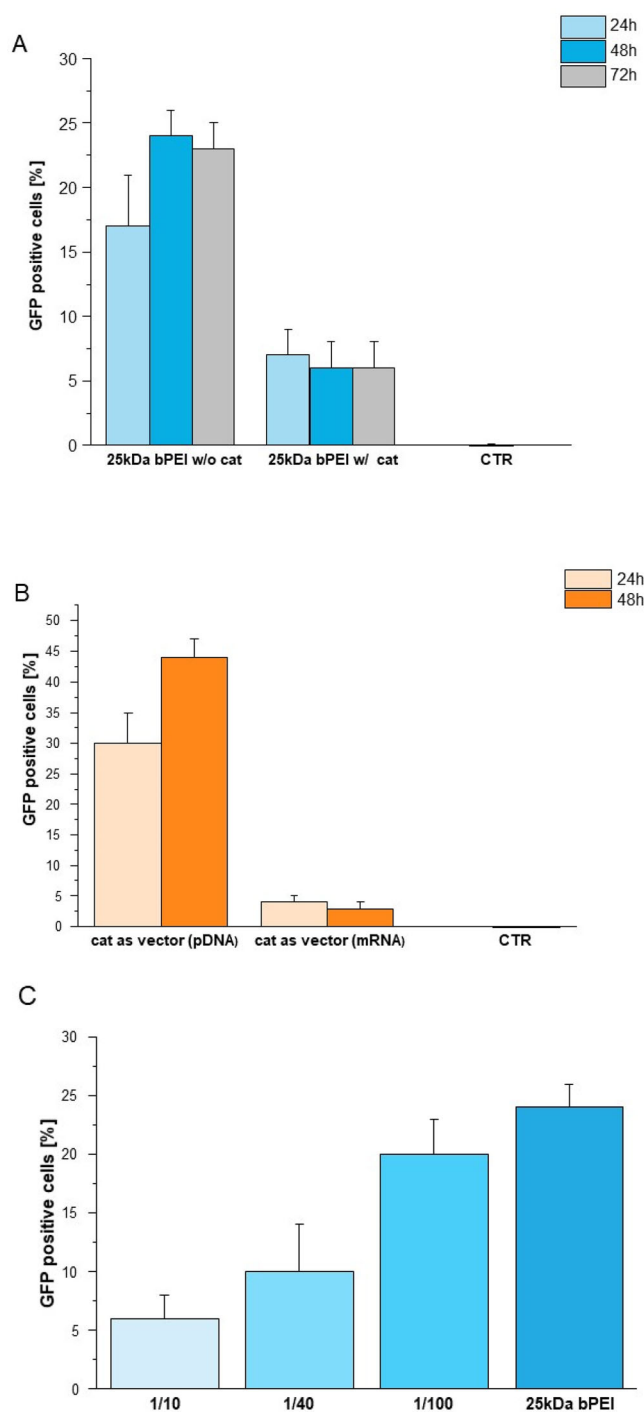 A
24h
48h
72h
30
25
20
15
10
5
0
GFP positive cells [%]
25kDa bPEI w/o cat 25kDa bPEI w/ cat CTR
B
24h
48h
50
45
40
35
30
25
20
15
10
5
0
GFP positive cells [%]
cat as vector (pDNA) cat as vector (mRNA) CTR
C
30
25
20
15
10
5
0
GFP positive cells [%]
1/10 1/40 1/100 25kDa bPEI